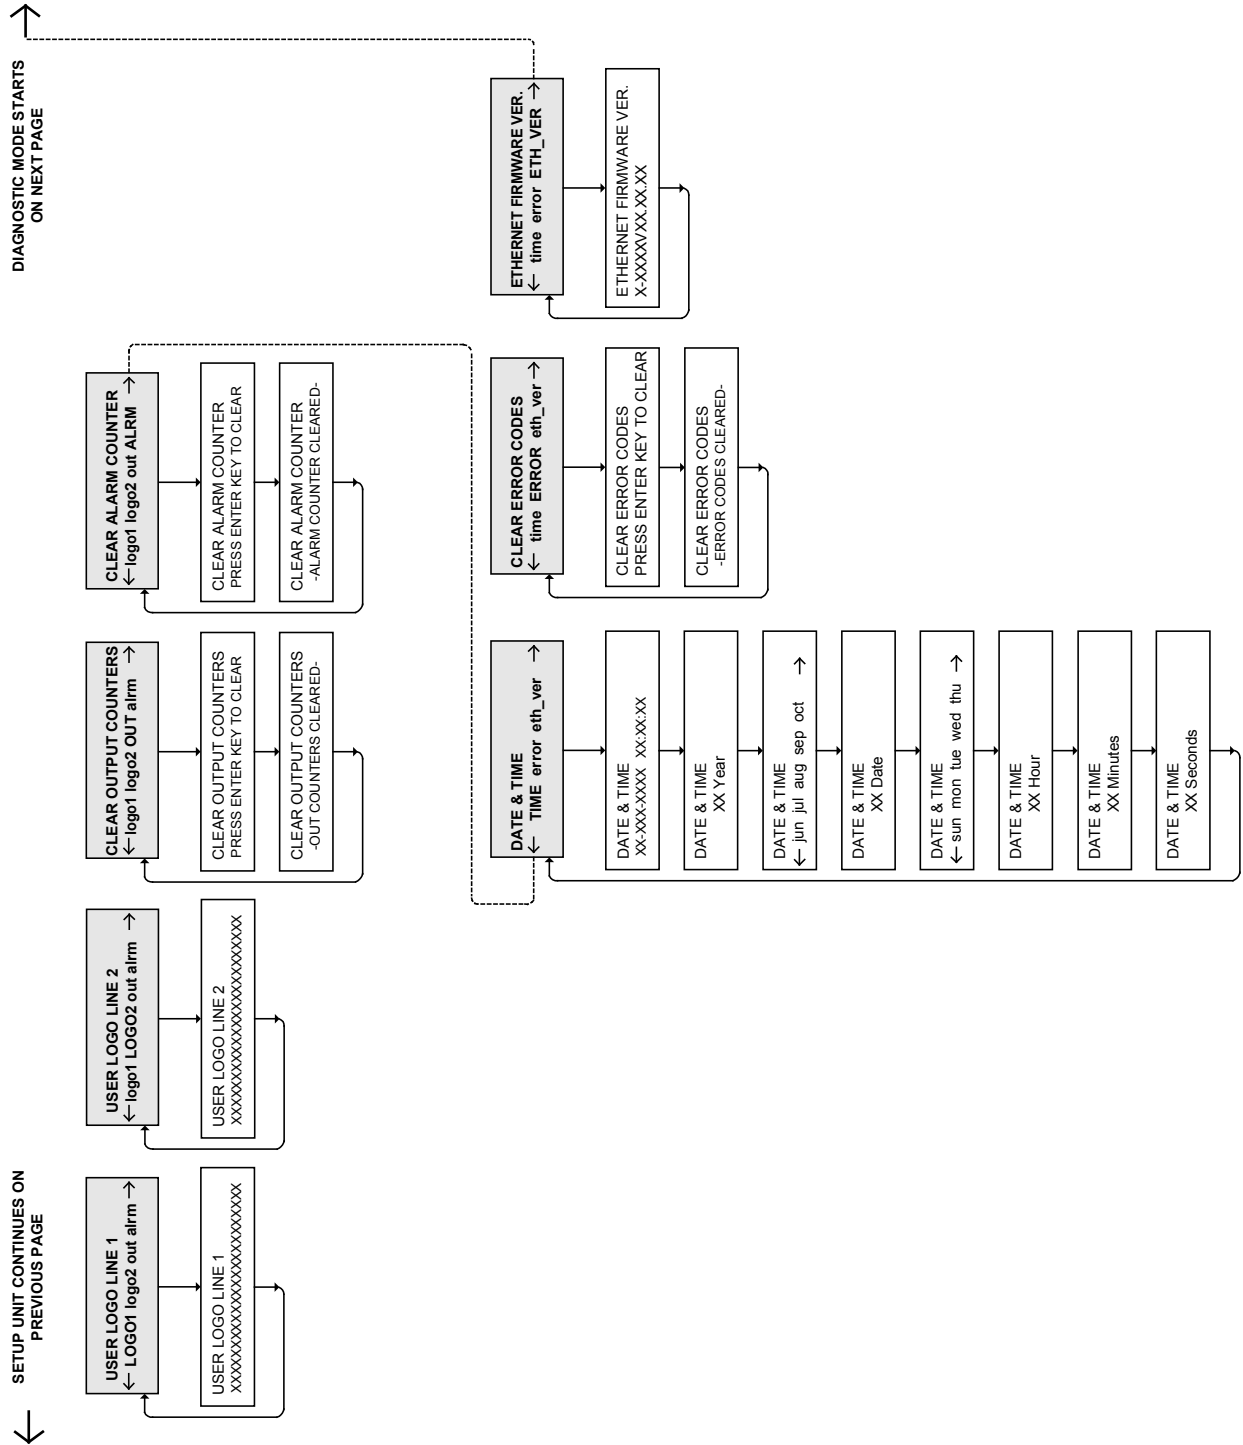 SETUP UNIT CONTINUES ON
PREVIOUS PAGE
DIAGNOSTIC MODE STARTS
ON NEXT PAGE
USER LOGO LINE 1
← LOGO1 logo2 out alrm →
USER LOGO LINE 1
XXXXXXXXXXXXXXXXXXXXXXXX
USER LOGO LINE 2
← logo1 LOGO2 out alrm →
USER LOGO LINE 2
XXXXXXXXXXXXXXXXXXXXXXXX
CLEAR OUTPUT COUNTERS
← logo1 logo2 OUT alrm →
CLEAR OUTPUT COUNTERS
PRESS ENTER KEY TO CLEAR
CLEAR OUTPUT COUNTERS
-OUT COUNTERS CLEARED-
CLEAR ALARM COUNTER
← logo1 logo2 out ALRM →
CLEAR ALARM COUNTER
PRESS ENTER KEY TO CLEAR
CLEAR ALARM COUNTER
-ALARM COUNTER CLEARED-
DATE & TIME
← TIME error eth_ver →
DATE & TIME
XX-XXX-XXXX XX:XX:XX
DATE & TIME
XX Year
DATE & TIME
← jun jul aug sep oct →
DATE & TIME
XX Date
DATE & TIME
← sun mon tue wed thu →
DATE & TIME
XX Hour
DATE & TIME
XX Minutes
DATE & TIME
XX Seconds
CLEAR ERROR CODES
← time ERROR eth_ver →
CLEAR ERROR CODES
PRESS ENTER KEY TO CLEAR
CLEAR ERROR CODES
-ERROR CODES CLEARED-
ETHERNET FIRMWARE VER.
← time error ETH_VER →
ETHERNET FIRMWARE VER.
X-XXXXVXX.XX.XX